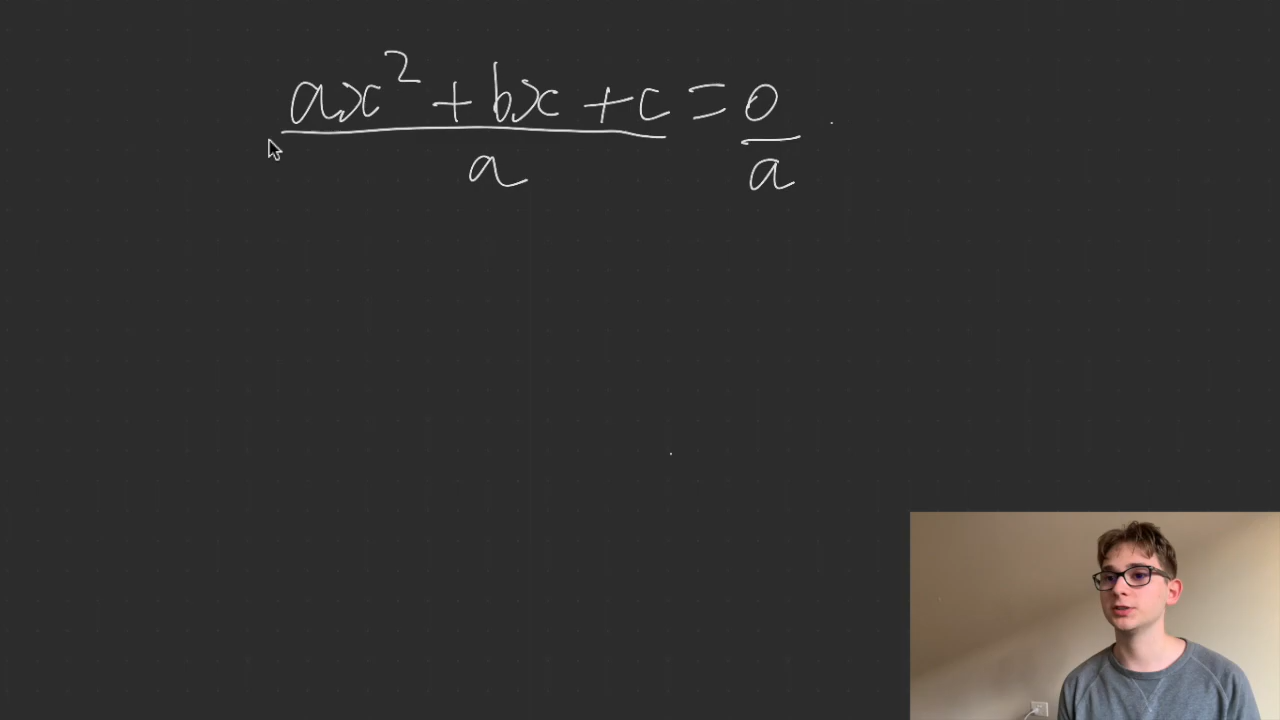 ax² + bx + c = 0
a a